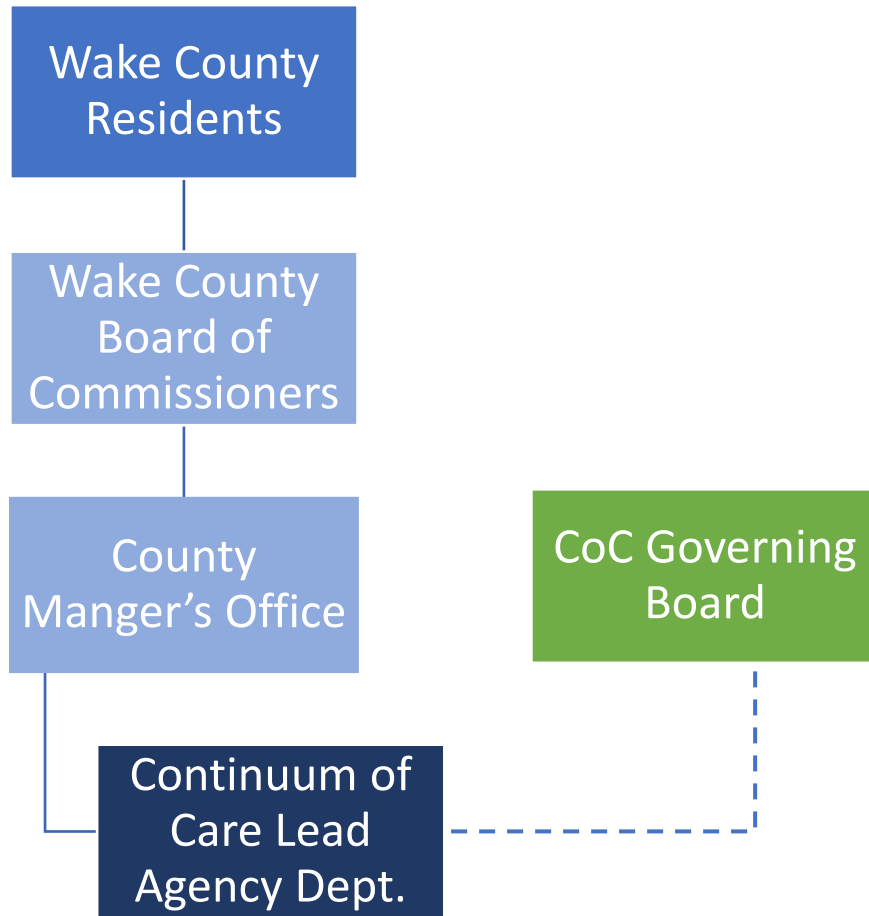 Wake County
Residents
Wake County
Board of
Commissioners
County
Manger’s Office
CoC Governing
Board
Continuum of
Care Lead
Agency Dept.